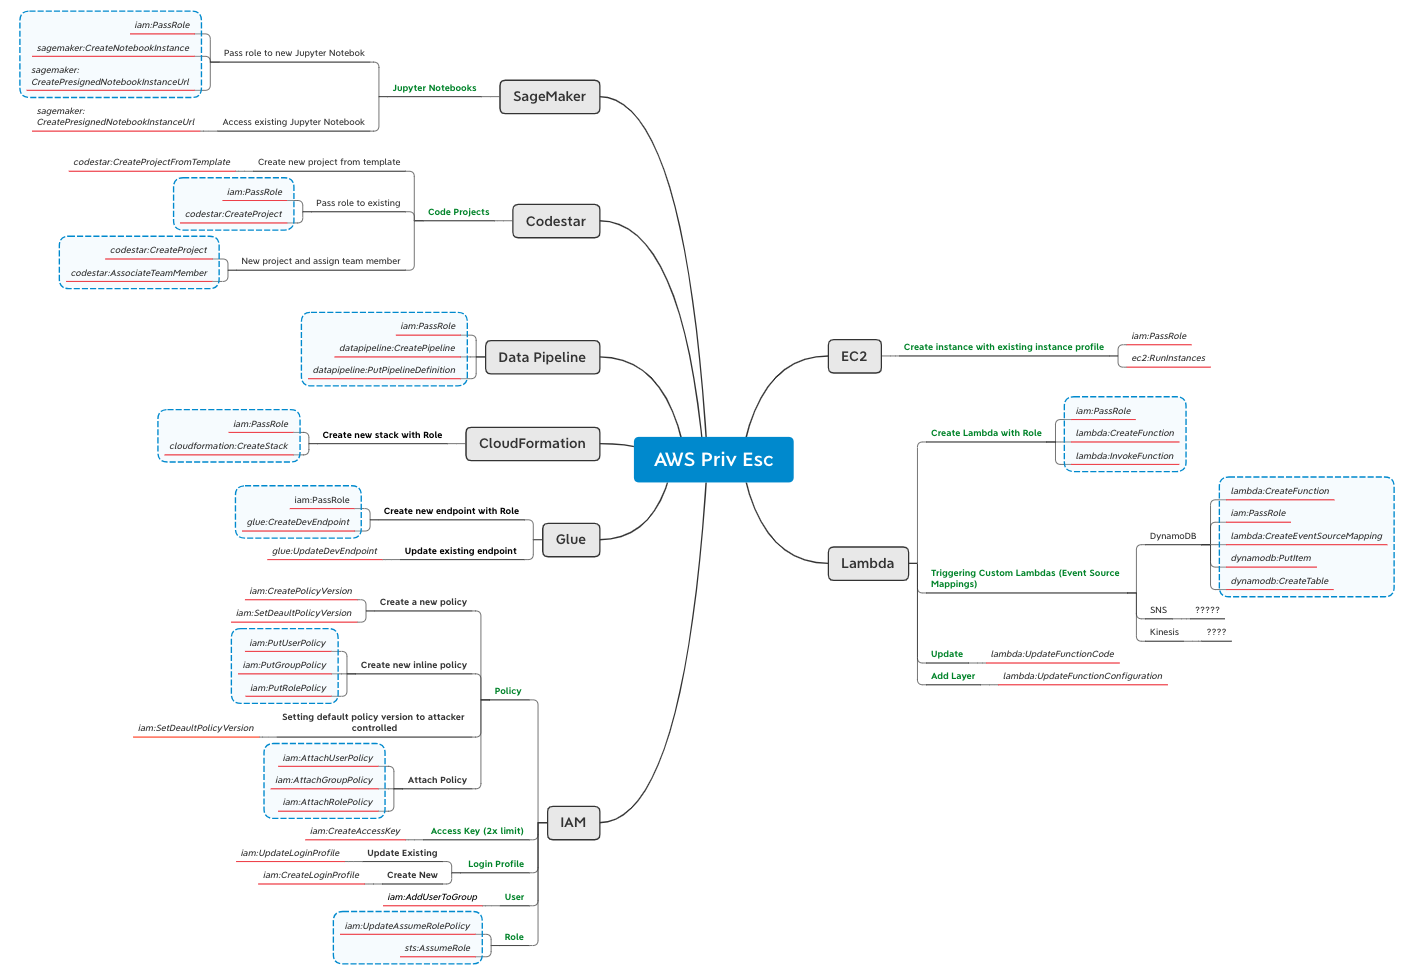 iam:PassRole
sagemaker:CreateNotebookInstance
sagemaker:
CreatePresignedNotebookInstanceUrl
Pass role to new Jupyter Notebok
sagemaker:
CreatePresignedNotebookInstanceUrl
Access existing Jupyter Notebook
Jupyter Notebooks
SageMaker
codestar:CreateProjectFromTemplate
Create new project from template
iam:PassRole
codestar:CreateProject
Pass role to existing
codestar:CreateProject
codestar:AssociateTeamMember
New project and assign team member
Code Projects
Codestar
iam:PassRole
datapipeline:CreatePipeline
datapipeline:PutPipelineDefinition
Data Pipeline
iam:PassRole
cloudformation:CreateStack
Create new stack with Role
CloudFormation
iam:PassRole
glue:CreateDevEndpoint
Create new endpoint with Role
glue:UpdateDevEndpoint
Update existing endpoint
Glue
iam:CreatePolicyVersion
iam:SetDeaultPolicyVersion
Create a new policy
iam:PutUserPolicy
iam:PutGroupPolicy
iam:PutRolePolicy
Create new inline policy
iam:SetDeaultPolicyVersion
Setting default policy version to attacker
controlled
iam:AttachUserPolicy
iam:AttachGroupPolicy
iam:AttachRolePolicy
Attach Policy
Policy
iam:CreateAccessKey
Access Key (2x limit)
iam:UpdateLoginProfile
Update Existing
iam:CreateLoginProfile
Create New
Login Profile
iam:AddUserToGroup
User
iam:UpdateAssumeRolePolicy
sts:AssumeRole
Role
IAM
AWS Priv Esc
EC2
Create instance with existing instance profile
iam:PassRole
ec2:RunInstances
Lambda
Create Lambda with Role
iam:PassRole
lambda:CreateFunction
lambda:InvokeFunction
Triggering Custom Lambdas (Event Source
Mappings)
DynamoDB
lambda:CreateFunction
iam:PassRole
lambda:CreateEventSourceMapping
dynamodb:PutItem
dynamodb:CreateTable
SNS
?????
Kinesis
????
Update
lambda:UpdateFunctionCode
Add Layer
lambda:UpdateFunctionConfiguration